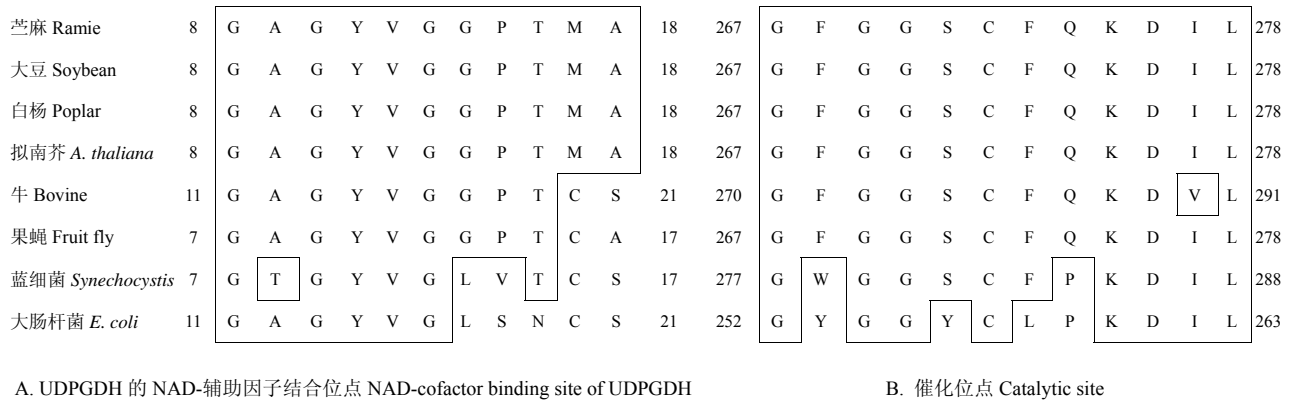 苎麻 Ramie 8 G A G Y V G G P T M A 18 267 G F G G S C F Q K D I L 278
大豆 Soybean 8 G A G Y V G G P T M A 18 267 G F G G S C F Q K D I L 278
白杨 Poplar 8 G A G Y V G G P T M A 18 267 G F G G S C F Q K D I L 278
拟南芥 A. thaliana 8 G A G Y V G G P T M A 18 267 G F G G S C F Q K D I L 278
牛 Bovine 11 G A G Y V G G P T C S 21 270 G F G G S C F Q K D V L 291
果蝇 Fruit fly 7 G A G Y V G G P T C A 17 267 G F G G S C F Q K D I L 278
蓝细菌 Synechocystis 7 G T G Y V G L V T C S 17 277 G W G G S C F P K D I L 288
大肠杆菌 E. coli 11 G A G Y V G L S N C S 21 252 G Y G G Y C L P K D I L 263
A. UDPGDH 的 NAD-辅助因子结合位点 NAD-cofactor binding site of UDPGDH B. 催化位点 Catalytic site